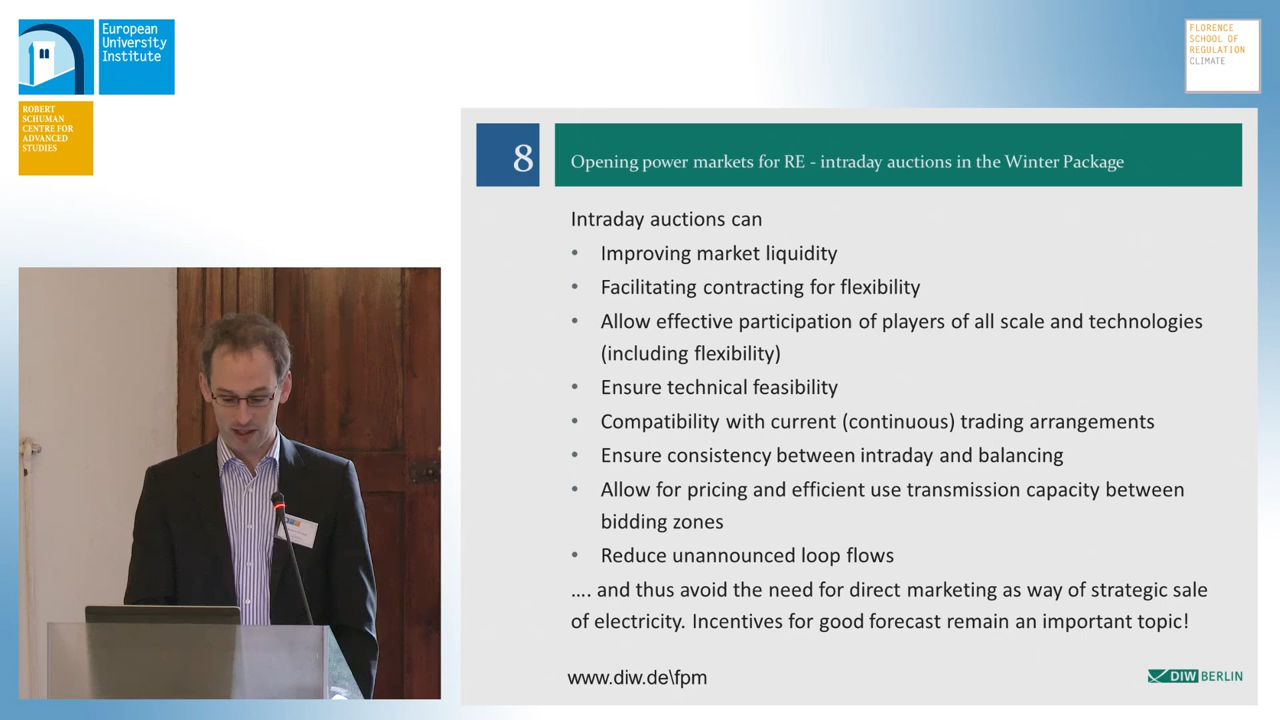 European
University
Institute
ROBERT
SCHUMAN
CENTRE FOR
ADVANCED
STUDIES
FLORENCE
SCHOOL OF
REGULATION
CLIMATE
8
Opening power markets for RE - intraday auctions in the Winter Package
Intraday auctions can
• Improving market liquidity
• Facilitating contracting for flexibility
• Allow effective participation of players of all scale and technologies
(including flexibility)
• Ensure technical feasibility
• Compatibility with current (continuous) trading arrangements
• Ensure consistency between intraday and balancing
• Allow for pricing and efficient use transmission capacity between
bidding zones
• Reduce unannounced loop flows
…. and thus avoid the need for direct marketing as way of strategic sale
of electricity. Incentives for good forecast remain an important topic!
www.diw.de\fpm
DIW BERLIN